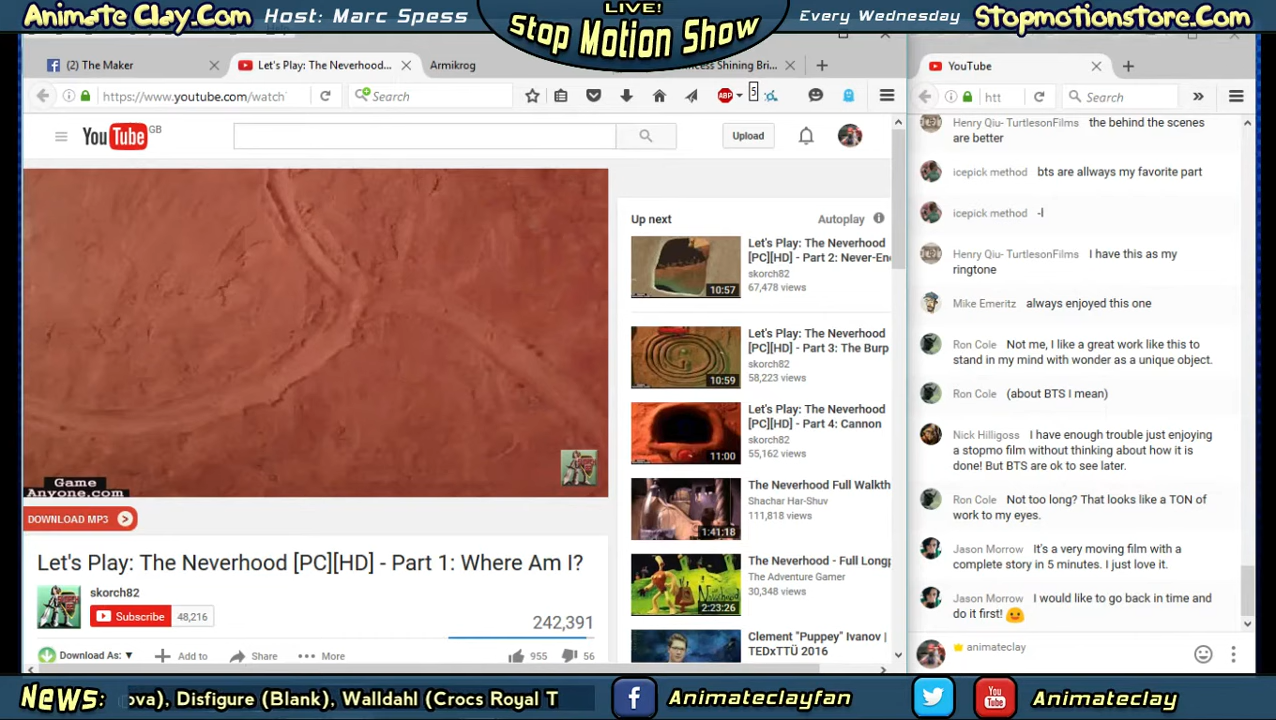 Animate Clay.Com
Host: Marc Spess
LIVE!
Stop Motion Show
Every Wednesday
Stopmotionstore.Com
(2) The Maker
Let's Play: The Neverhood...
Armikrog
ncess Shining Bri...
https://www.youtube.com/watch
Search
ABP
5
YouTube GB
Upload
Game
Anyone.com
DOWNLOAD MP3
Let's Play: The Neverhood [PC][HD] - Part 1: Where Am I?
skorch82
Subscribe 48,216
242,391
Download As: ▼
Add to
Share
More
955
56
Up next
Autoplay
Let's Play: The Neverhood
[PC][HD] - Part 2: Never-En
skorch82
67,478 views
10:57
Let's Play: The Neverhood
[PC][HD] - Part 3: The Burp
skorch82
58,223 views
10:59
Let's Play: The Neverhood
[PC][HD] - Part 4: Cannon
skorch82
55,162 views
11:00
The Neverhood Full Walkth
Shachar Har-Shuv
111,818 views
1:41:18
The Neverhood - Full Longp
The Adventure Gamer
30,348 views
2:23:26
Clement "Puppey" Ivanov |
TEDxTTÜ 2016
YouTube
htt
Search
Henry Qiu- TurtlesonFilms the behind the scenes
are better
icepick method bts are allways my favorite part
icepick method -l
Henry Qiu- TurtlesonFilms I have this as my
ringtone
Mike Emeritz always enjoyed this one
Ron Cole Not me, I like a great work like this to
stand in my mind with wonder as a unique object.
Ron Cole (about BTS I mean)
Nick Hilligoss I have enough trouble just enjoying
a stopmo film without thinking about how it is
done! But BTS are ok to see later.
Ron Cole Not too long? That looks like a TON of
work to my eyes.
Jason Morrow It's a very moving film with a
complete story in 5 minutes. I just love it.
Jason Morrow I would like to go back in time and
do it first!
animateclay
News:
ova), Disfigure (Blank), Walldahl (Crocs Royal T
Animateclayfan
You Tube
Animateclay